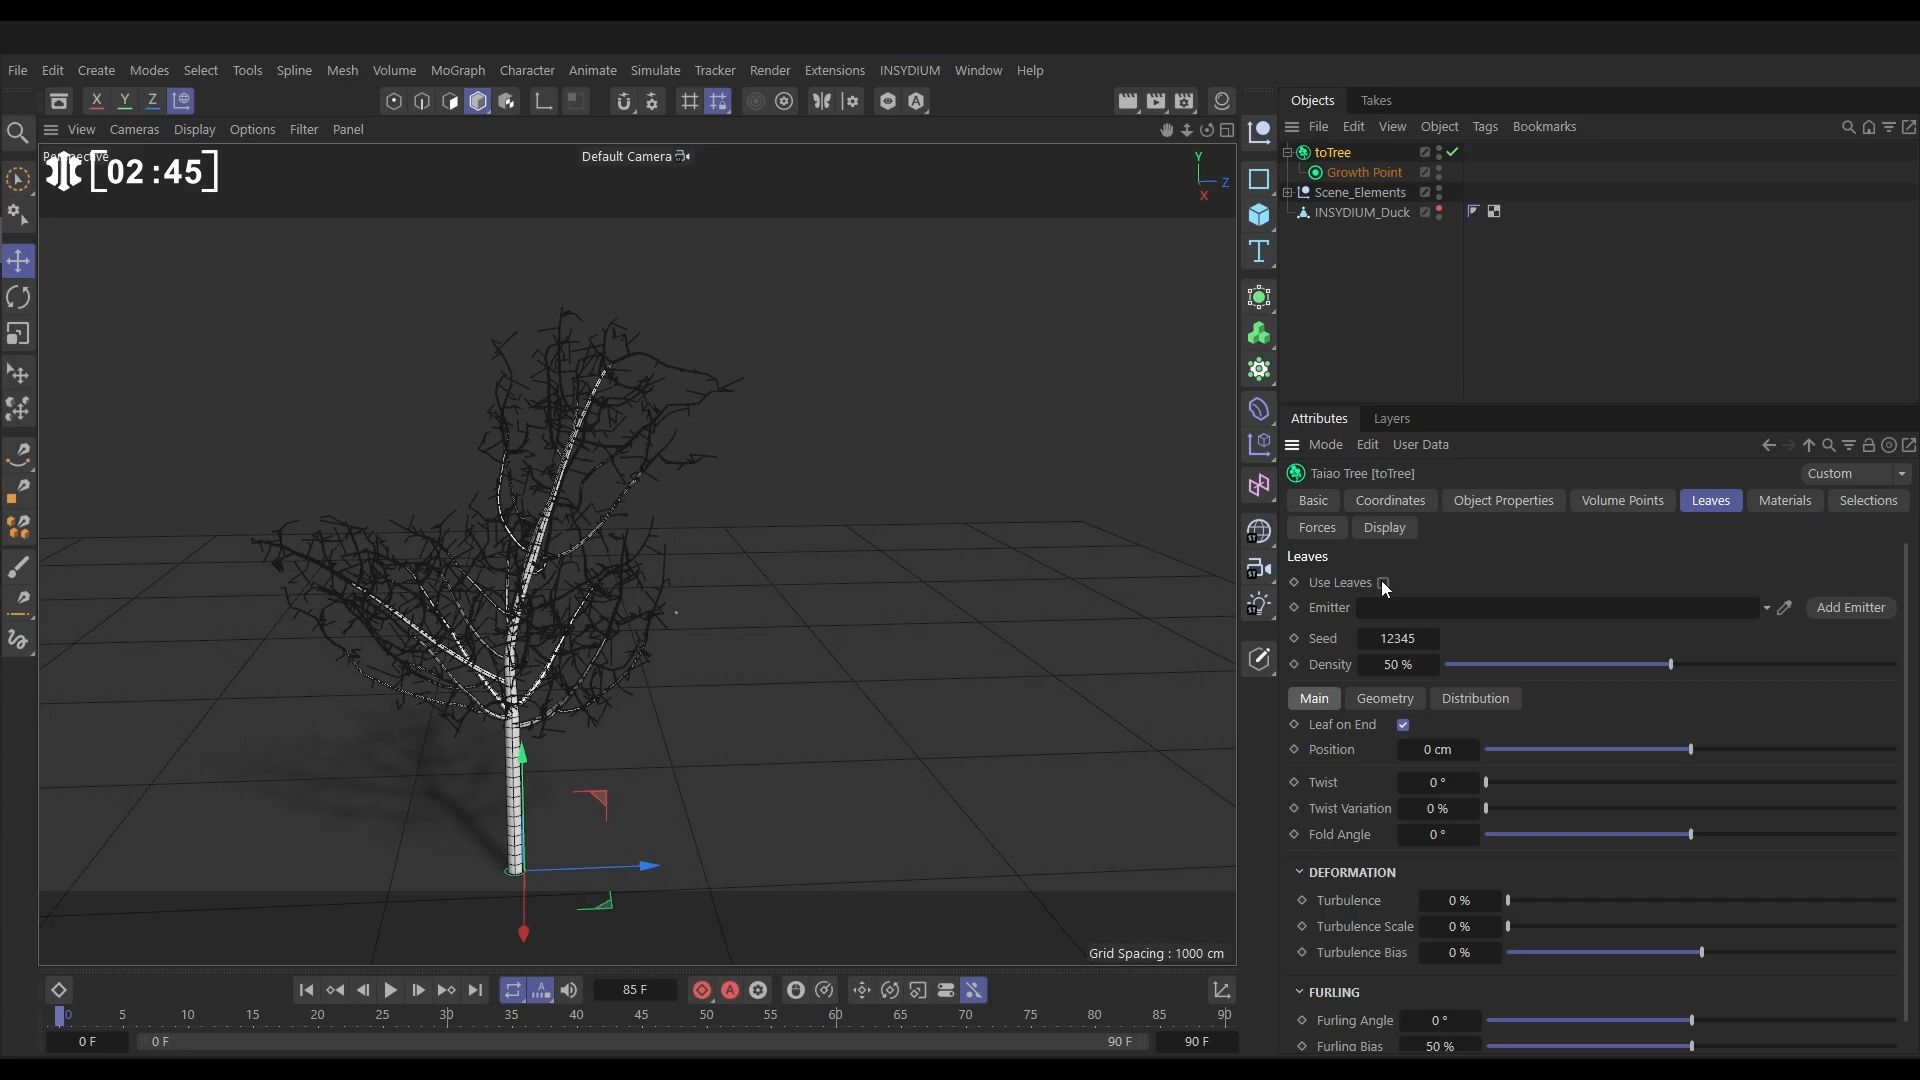 File Edit Create Modes Select Tools Spline Mesh Volume MoGraph Character Animate Simulate Tracker Render Extensions INSYDIUM Window Help
X Y Z
View Cameras Display Options Filter Panel
Perspective
[02:45]
Default Camera
Y
Z
X
Grid Spacing : 1000 cm
85 F
0 5 10 15 20 25 30 35 40 45 50 55 60 65 70 75 80 85 90
0 F 0 F 90 F 90 F
Objects Takes
File Edit View Object Tags Bookmarks
toTree
Growth Point
Scene_Elements
INSYDIUM_Duck
Attributes Layers
Mode Edit User Data
Taiao Tree [toTree] Custom
Basic Coordinates Object Properties Volume Points Leaves Materials Selections
Forces Display
Leaves
Use Leaves
Emitter Add Emitter
Seed 12345
Density 50 %
Main Geometry Distribution
Leaf on End
Position 0 cm
Twist 0 °
Twist Variation 0 %
Fold Angle 0 °
DEFORMATION
Turbulence 0 %
Turbulence Scale 0 %
Turbulence Bias 0 %
FURLING
Furling Angle 0 °
Furling Bias 50 %